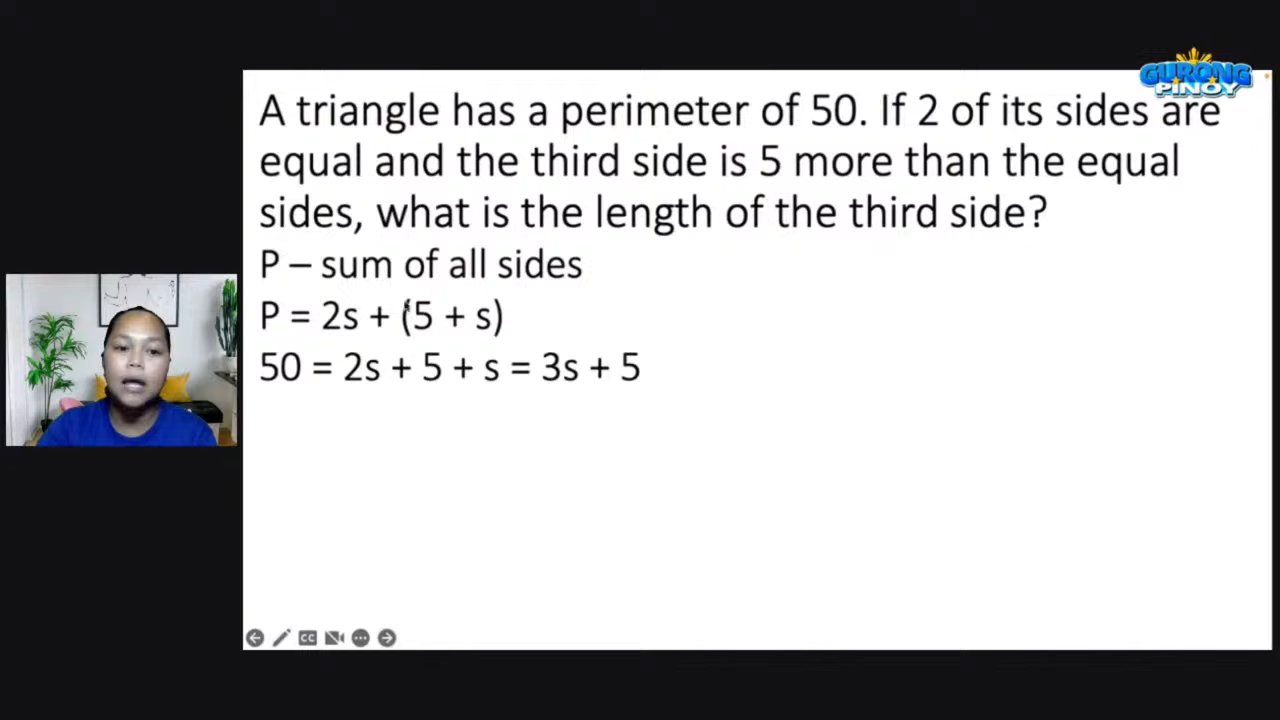 GURONG
PINOY
A triangle has a perimeter of 50. If 2 of its sides are
equal and the third side is 5 more than the equal
sides, what is the length of the third side?
P – sum of all sides
P = 2s + (5 + s)
50 = 2s + 5 + s = 3s + 5
CC